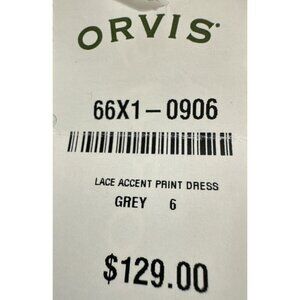 ORVIS
66X1-0906
LACE ACCENT PRINT DRESS
GREY 6
$129.00